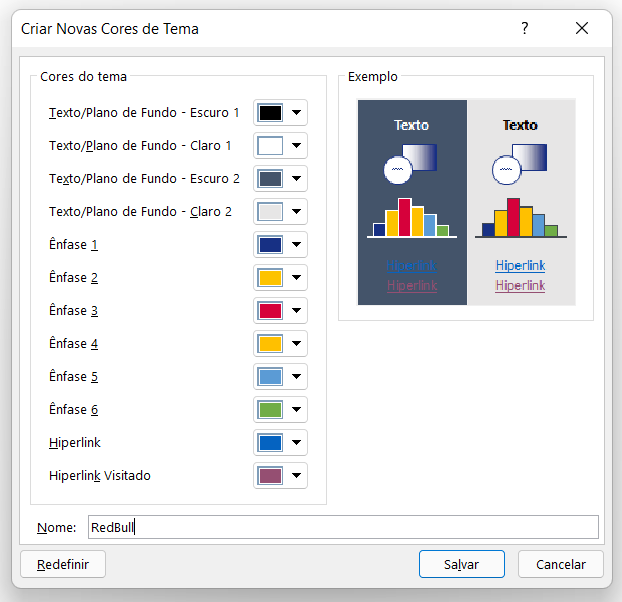 Criar Novas Cores de Tema
?
Cores do tema
Texto/Plano de Fundo - Escuro 1
Texto/Plano de Fundo - Claro 1
Texto/Plano de Fundo - Escuro 2
Texto/Plano de Fundo - Claro 2
Ênfase 1
Ênfase 2
Ênfase 3
Ênfase 4
Ênfase 5
Ênfase 6
Hiperlink
Hiperlink Visitado
Exemplo
Texto
Texto
Hiperlink
Hiperlink
Hiperlink
Hiperlink
Nome: RedBull
Redefinir
Salvar
Cancelar